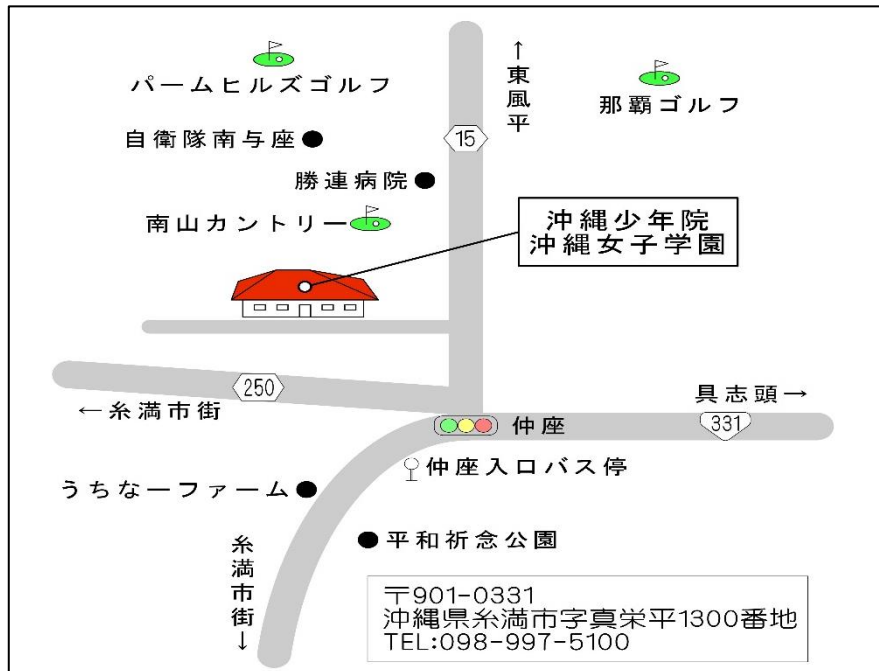 パームヒルズゴルフ
↑東風平
那覇ゴルフ
自衛隊南与座
15
勝連病院
南山カントリー
沖縄少年院
沖縄女子学園
250
←糸満市街
具志頭→
331
仲座
仲座入口バス停
うちなーファーム
平和祈念公園
糸満市街↓
〒901-0331
沖縄県糸満市字真栄平1300番地
TEL:098-997-5100